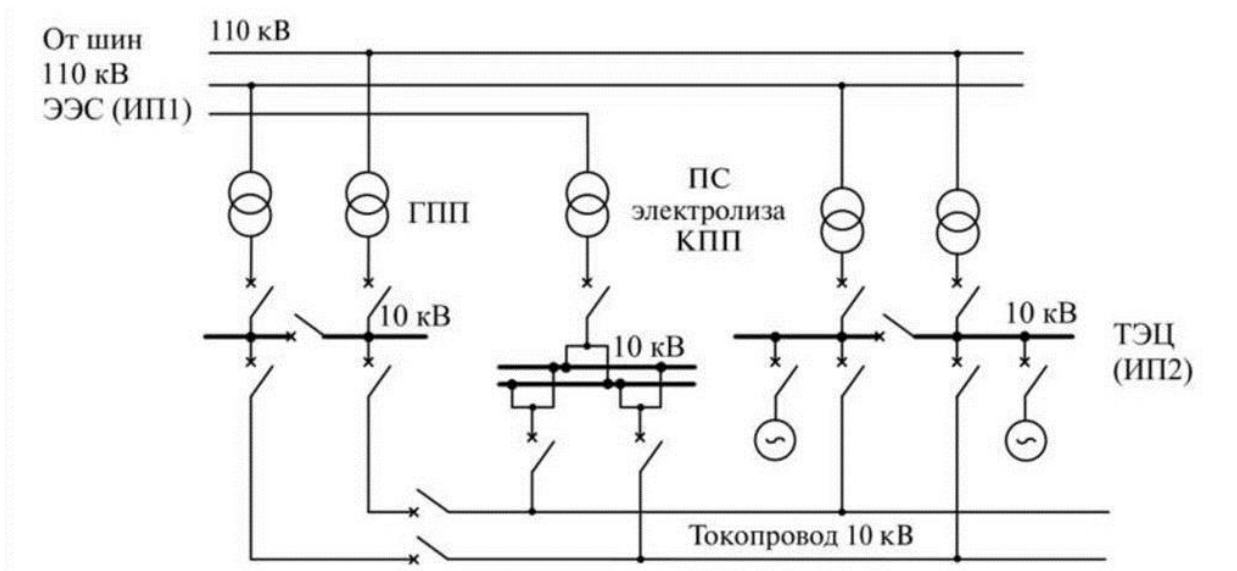 От шин
110 кВ
ЭЭС (ИП1)
110 кВ
ГПП
ПС
электролиза
КПП
10 кВ
10 кВ
10 кВ
ТЭЦ
(ИП2)
Токопровод 10 кВ